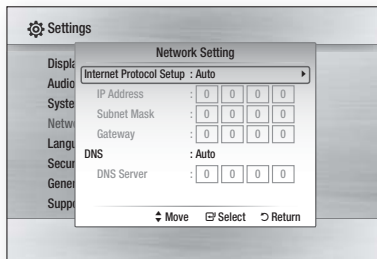 Settings
Network Setting
Internet Protocol Setup : Auto
IP Address : 0 0 0 0
Subnet Mask : 0 0 0 0
Gateway : 0 0 0 0
DNS : Auto
DNS Server : 0 0 0 0
Move Select Return
Displa
Audio
Syste
Netwo
Langu
Secur
Gener
Suppo